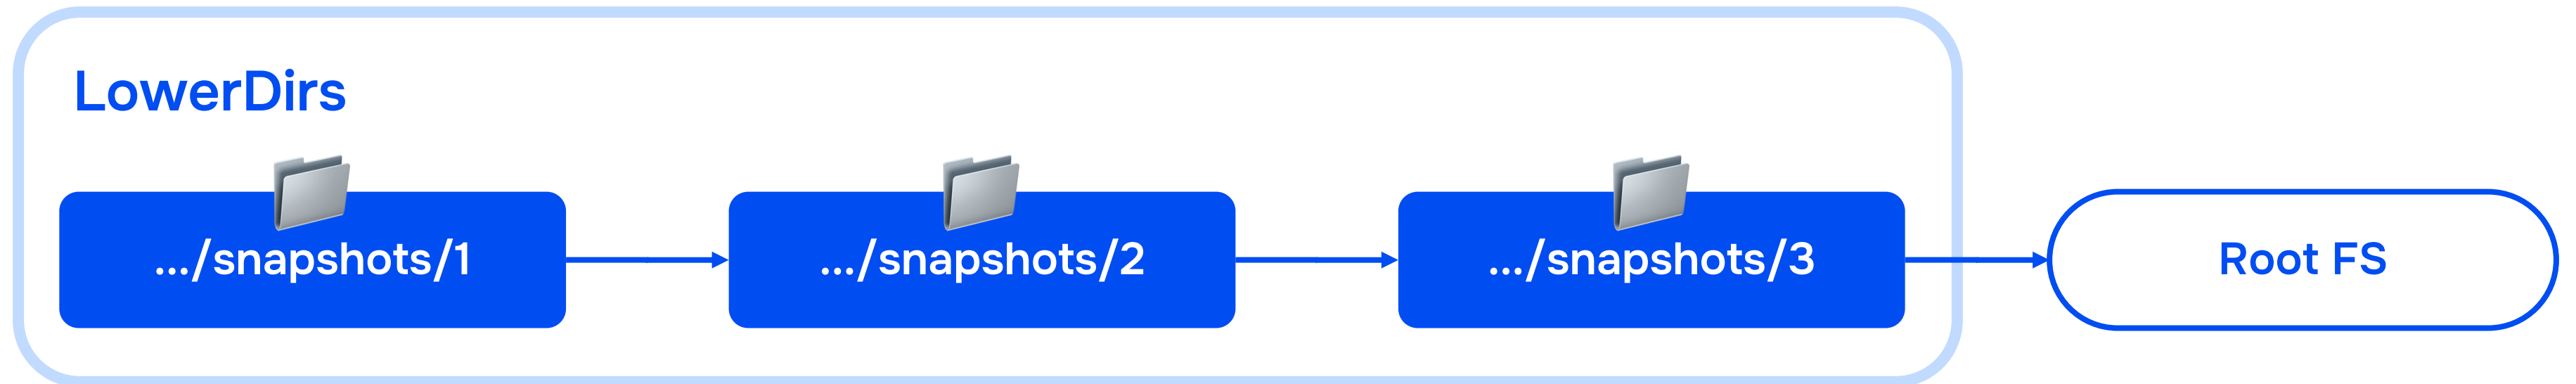 LowerDirs
.../snapshots/1
.../snapshots/2
.../snapshots/3
Root FS